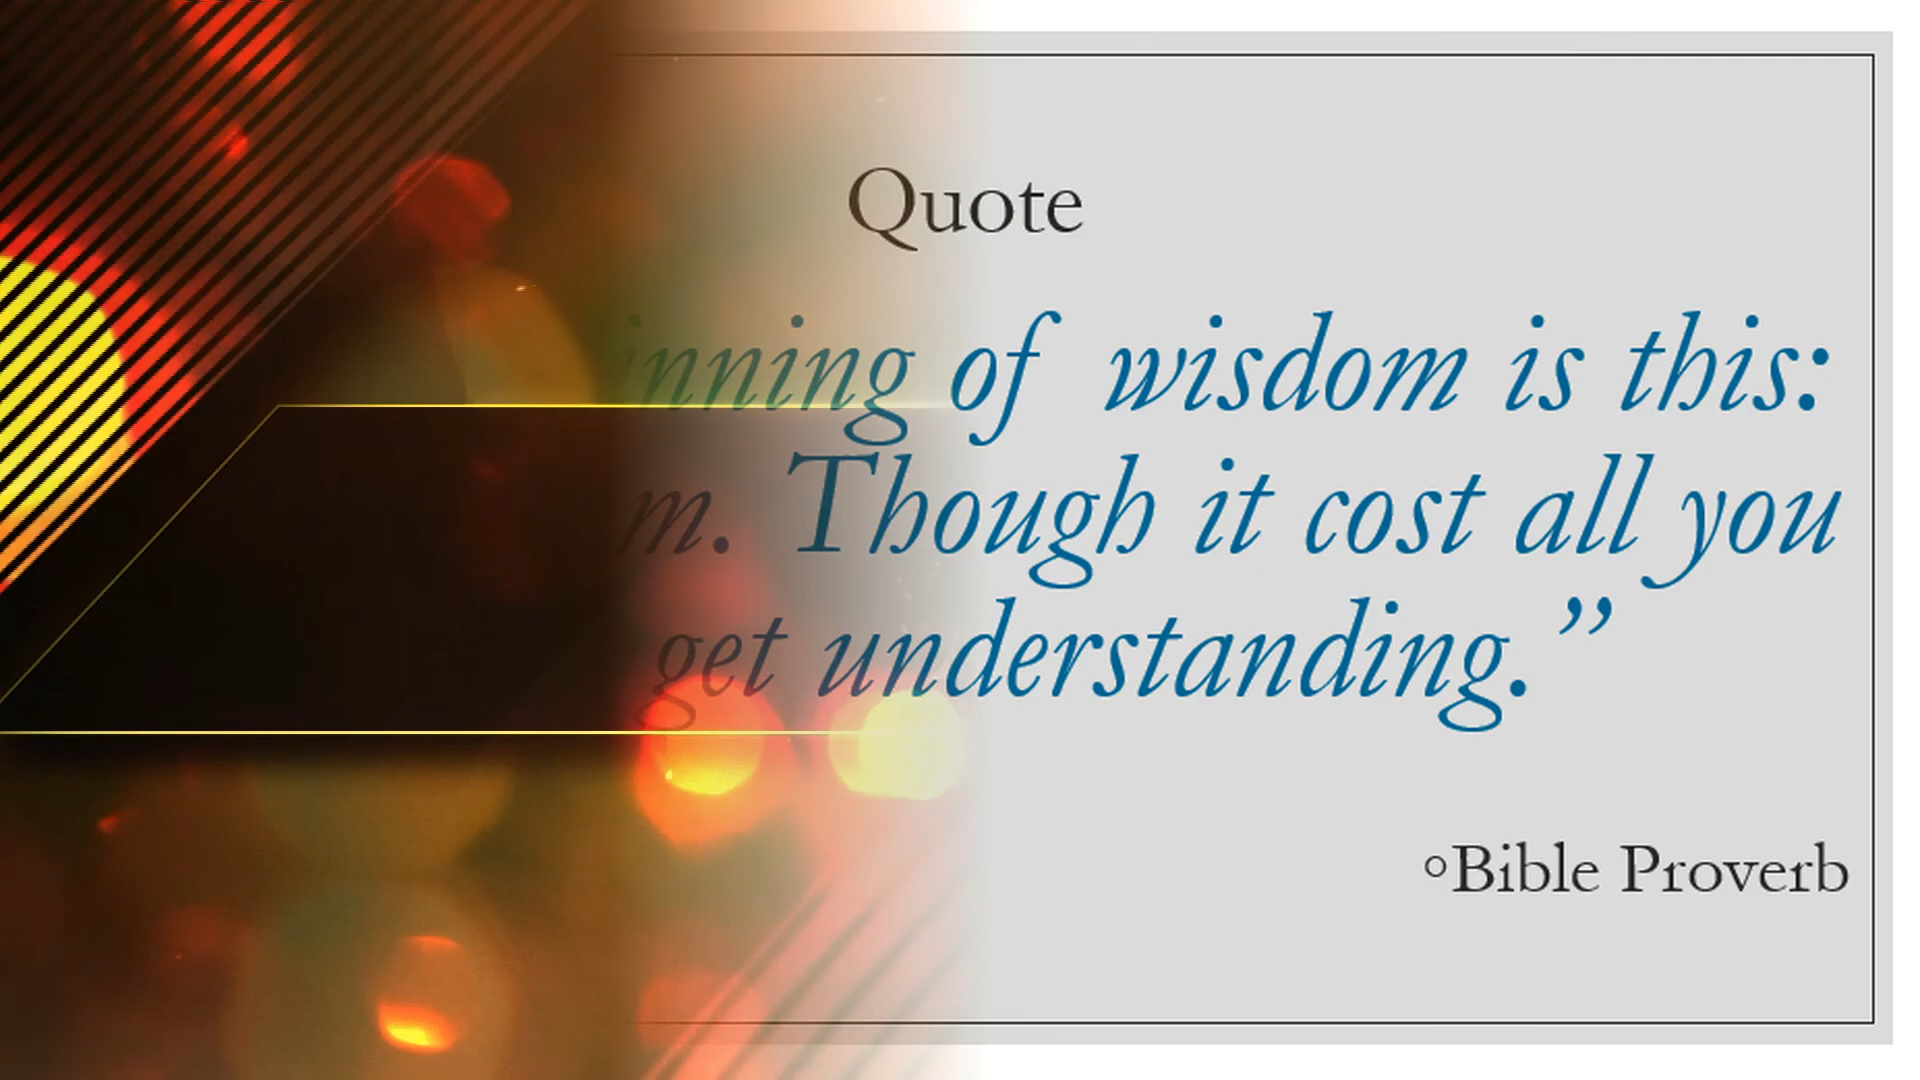 Quote
inning of wisdom is this:
m. Though it cost all you
get understanding.”
Bible Proverb